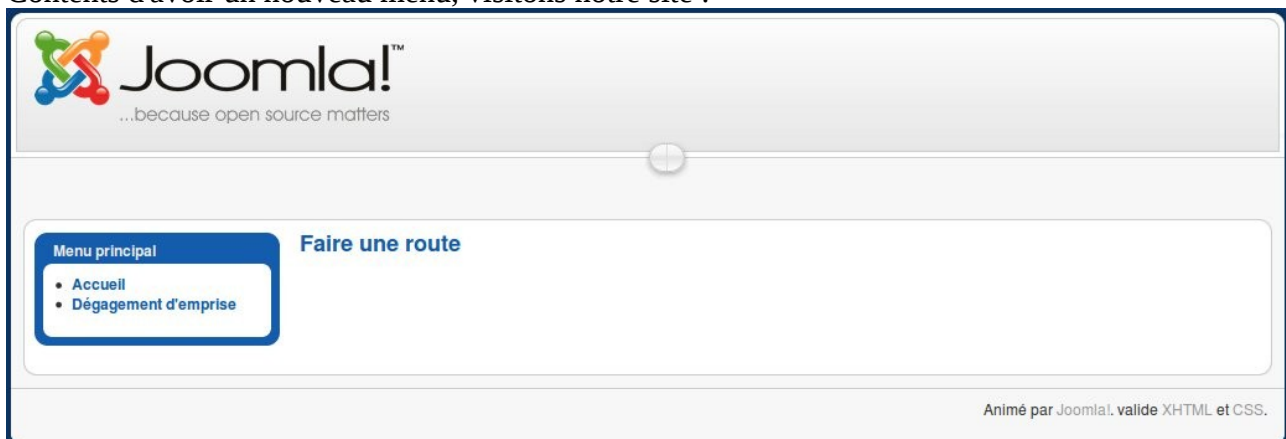 Contents d'avoir un nouveau menu, visitons notre site :
Joomla!™
...because open source matters
Menu principal
Faire une route
Accueil
Dégagement d'emprise
Animé par Joomla!. valide XHTML et CSS.